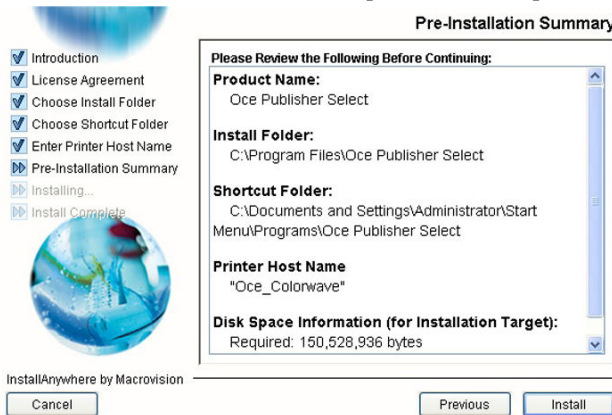 Pre-Installation Summary
Introduction
License Agreement
Choose Install Folder
Choose Shortcut Folder
Enter Printer Host Name
Pre-Installation Summary
Installing...
Install Complete
Please Review the Following Before Continuing:
Product Name:
Oce Publisher Select
Install Folder:
C:\Program Files\Oce Publisher Select
Shortcut Folder:
C:\Documents and Settings\Administrator\Start
Menu\Programs\Oce Publisher Select
Printer Host Name
"Oce_Colorwave"
Disk Space Information (for Installation Target):
Required: 150,528,936 bytes
InstallAnywhere by Macrovision
Cancel
Previous
Install